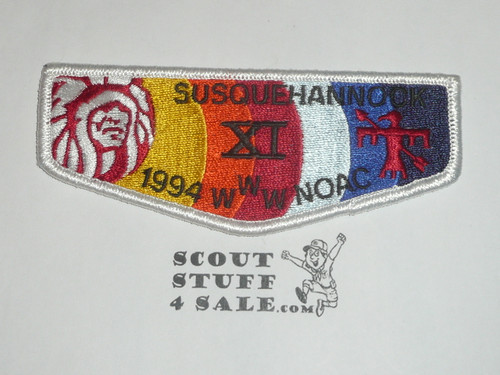 SUSQUEHANNOCK
XI
1994 WWW NOAC
SCOUT
STUFF
4 SALE.COM